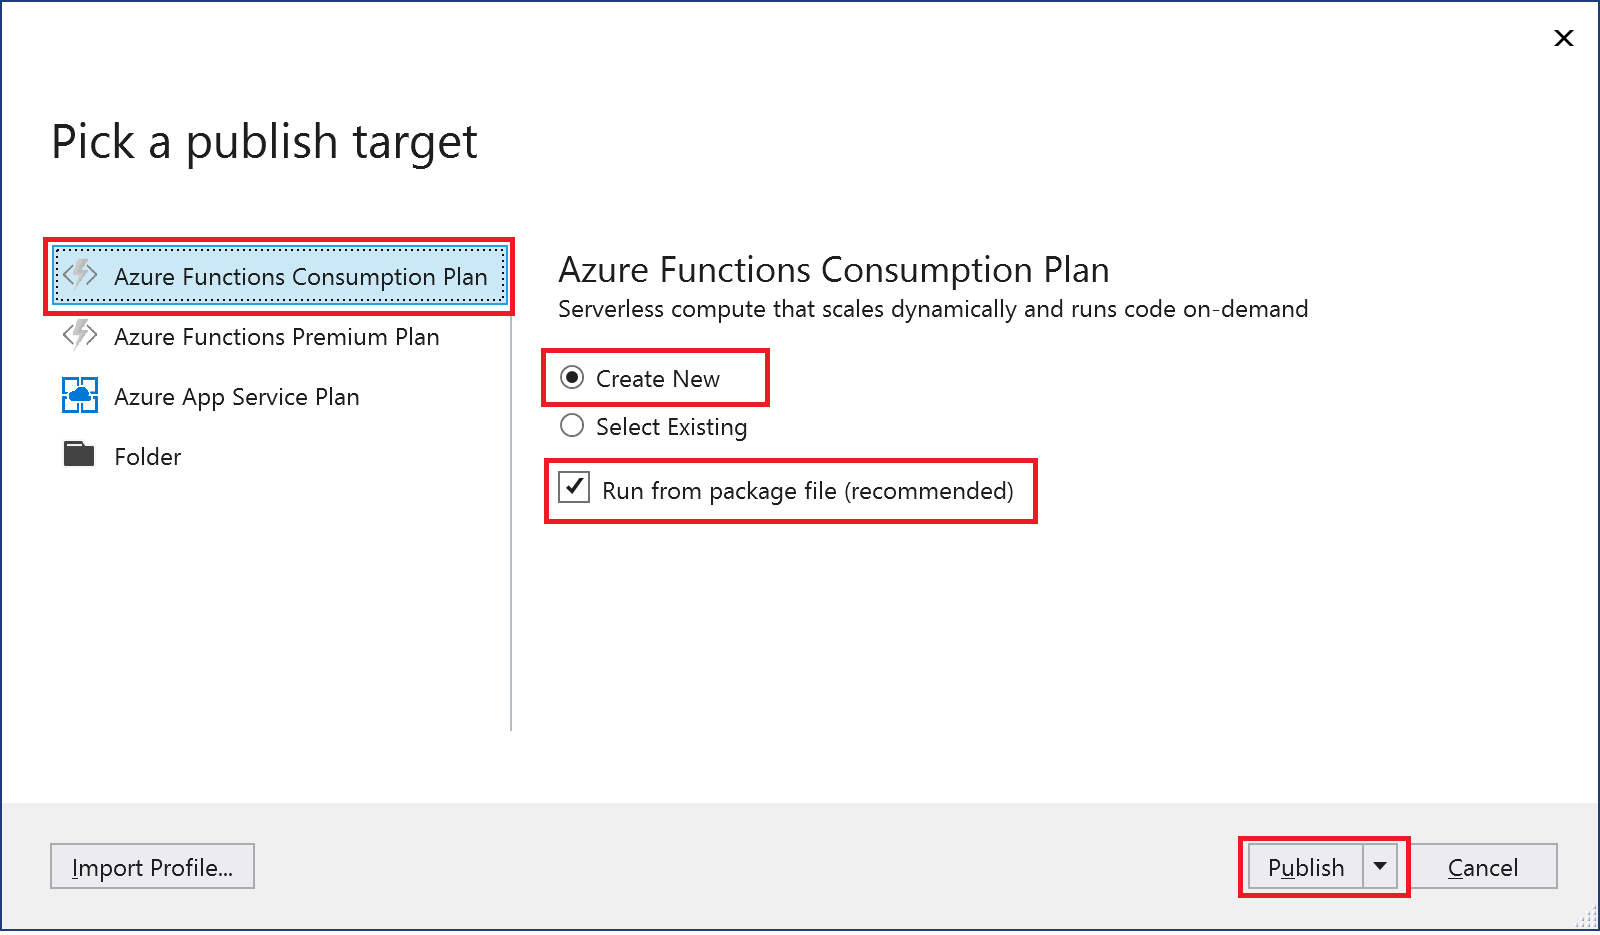 Pick a publish target
Azure Functions Consumption Plan
Azure Functions Premium Plan
Azure App Service Plan
Folder
Azure Functions Consumption Plan
Serverless compute that scales dynamically and runs code on-demand
Create New
Select Existing
Run from package file (recommended)
Import Profile...
Publish
Cancel